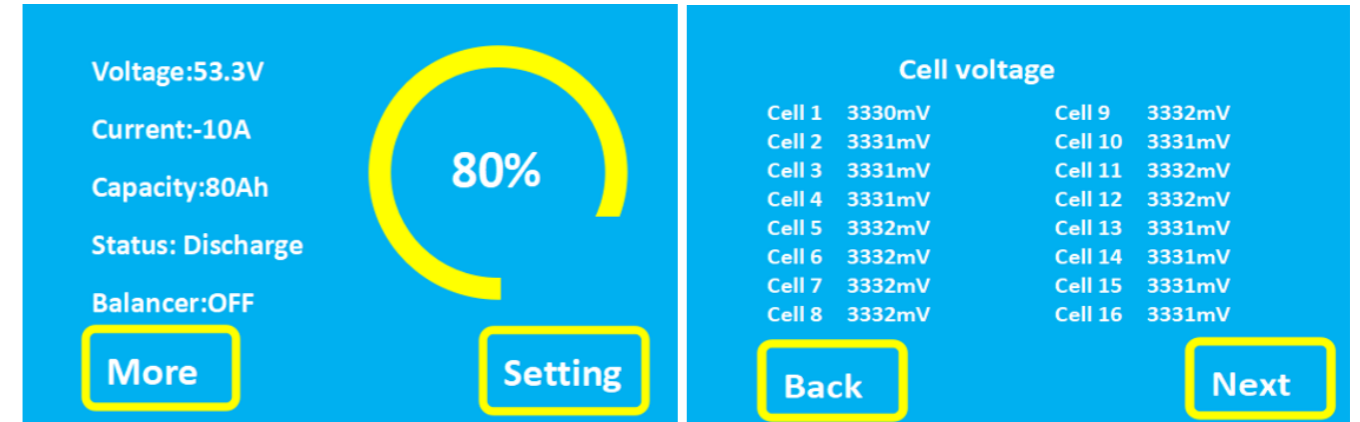 Voltage:53.3V
Current:-10A
Capacity:80Ah
Status: Discharge
Balancer:OFF
80%
More
Setting
Cell voltage
Cell 1 3330mV
Cell 2 3331mV
Cell 3 3331mV
Cell 4 3331mV
Cell 5 3332mV
Cell 6 3332mV
Cell 7 3332mV
Cell 8 3332mV
Cell 9 3332mV
Cell 10 3331mV
Cell 11 3332mV
Cell 12 3332mV
Cell 13 3331mV
Cell 14 3331mV
Cell 15 3331mV
Cell 16 3331mV
Back
Next